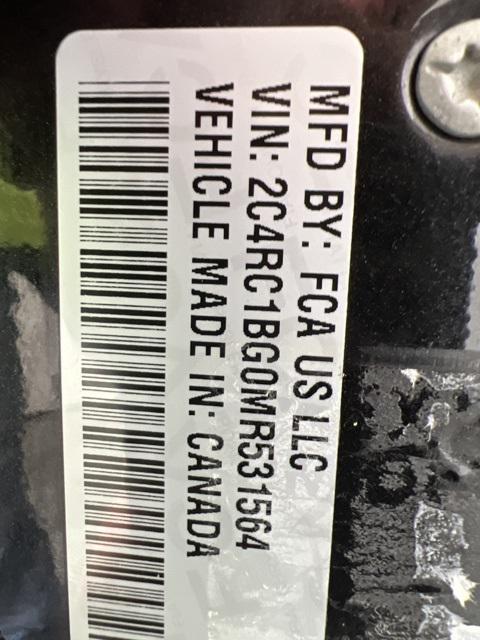 MFD BY: FCA US LLC
VIN: 2C4RC1BG0MR531564
VEHICLE MADE IN: CANADA